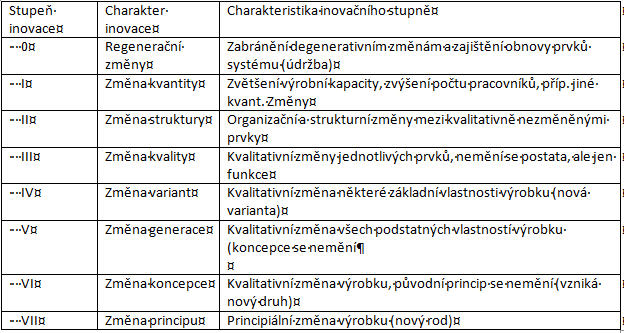 Stupeň inovace
Charakter inovace
Charakteristika inovačního stupně
-- 0
Regenerační změny
Zabránění degenerativním změnám a zajištění obnovy prvků
systému (údržba)
-- I
Změna kvantity
Zvětšení výrobní kapacity, zvýšení počtu pracovníků, příp. jiné
kvant. Změny
-- II
Změna struktury
Organizační a strukturní změny mezi kvalitativně nezměněnými
prvky
-- III
Změna kvality
Kvalitativní změny jednotlivých prvků, nemění se postata, ale jen
funkce
-- IV
Změna variant
Kvalitativní změna některé základní vlastnosti výrobku (nová
varianta)
-- V
Změna generace
Kvalitativní změna všech podstatných vlastností výrobku
(koncepce se nemění
-- VI
Změna koncepce
Kvalitativní změna výrobku, původní princip se nemění (vzniká
nový druh)
-- VII
Změna principu
Principiální změna výrobku (nový rod)